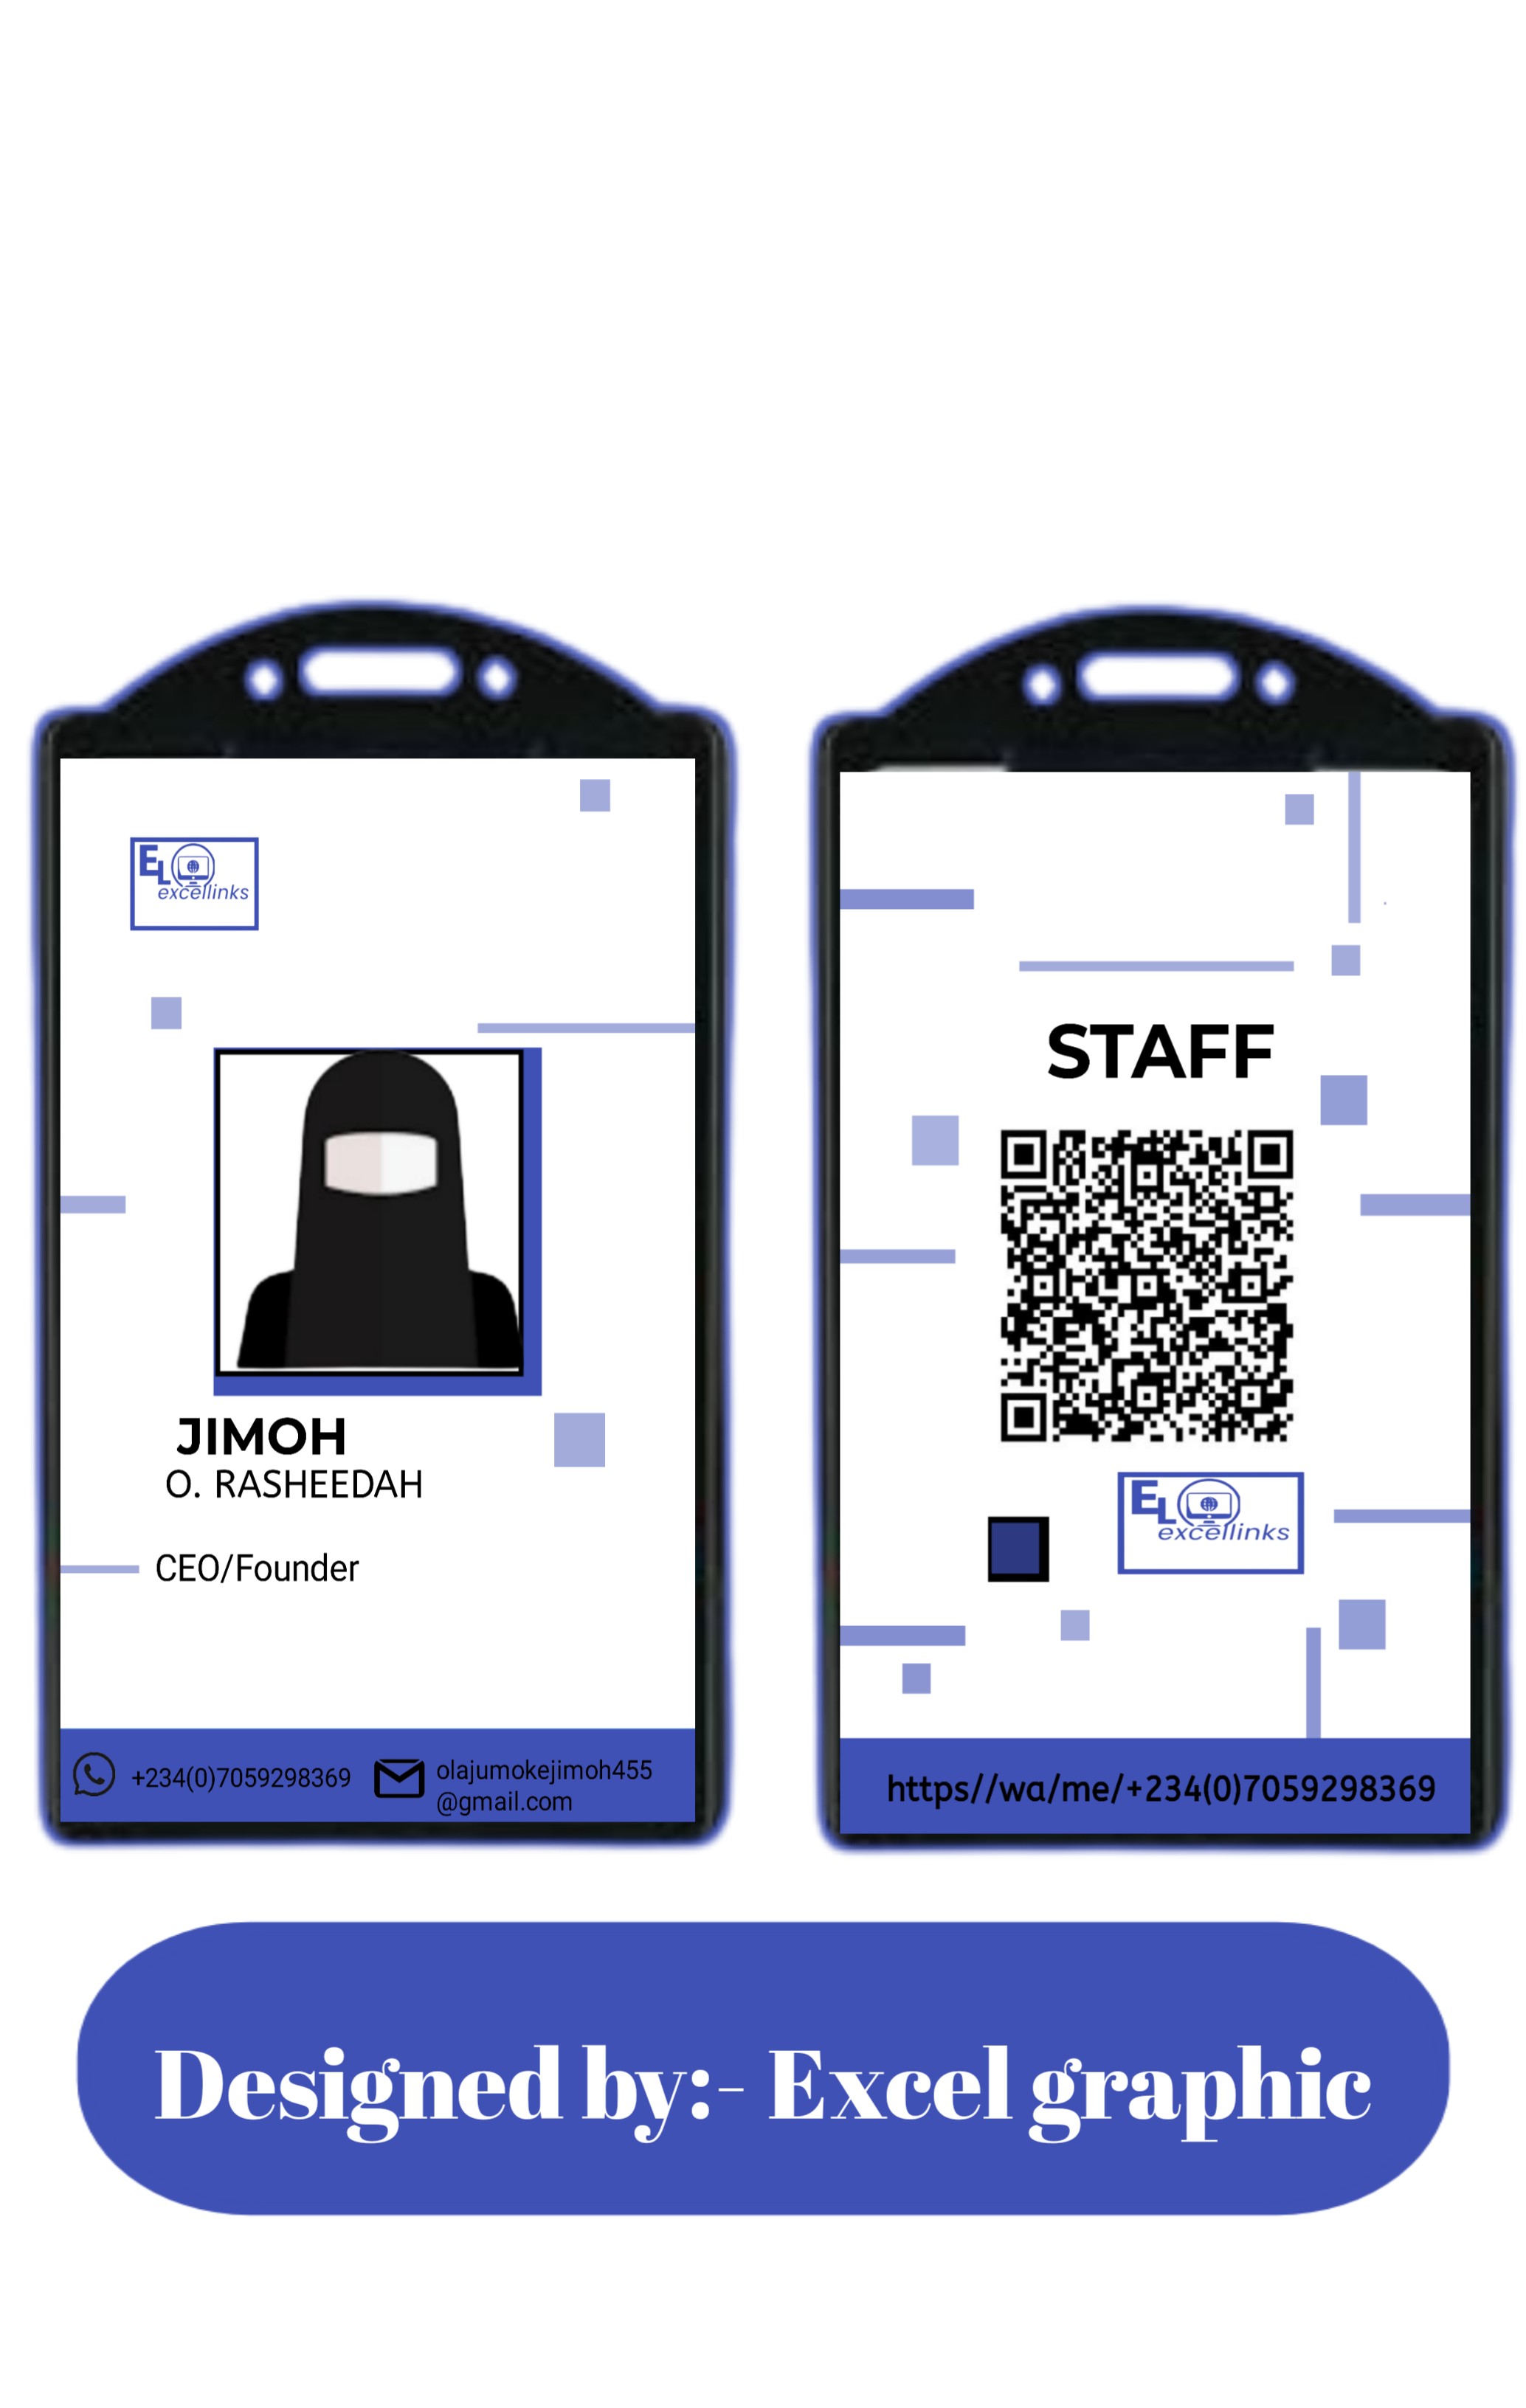 EL
excellinks
JIMOH
O. RASHEEDAH
CEO/Founder
+234(0)7059298369
olajumokejimoh455
@gmail.com
STAFF
EL
excellinks
https//wa/me/+234(0)7059298369
Designed by:- Excel graphic